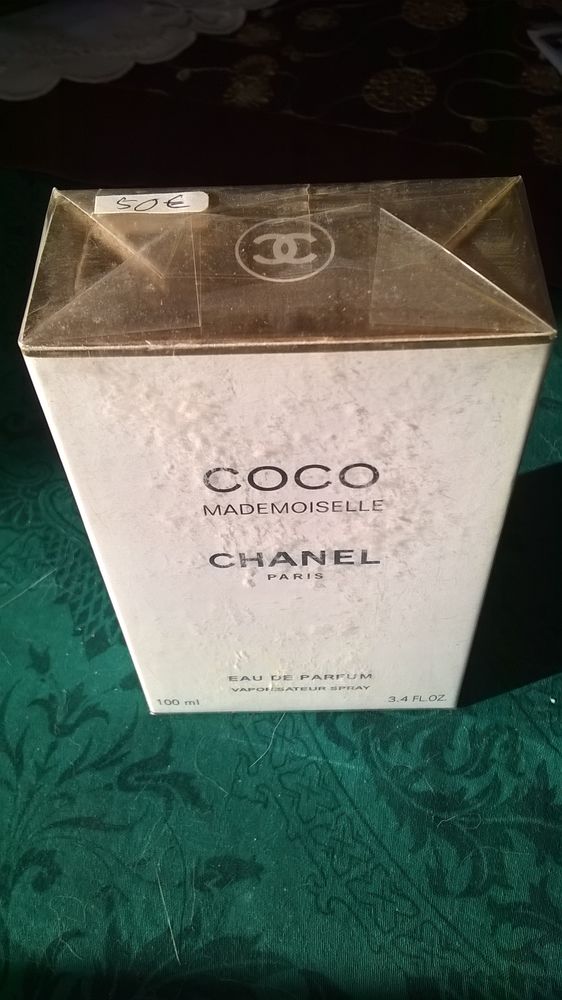 50€
COCO
MADEMOISELLE
CHANEL
PARIS
EAU DE PARFUM
VAPORISATEUR SPRAY
100 ml
3.4 FL.OZ.